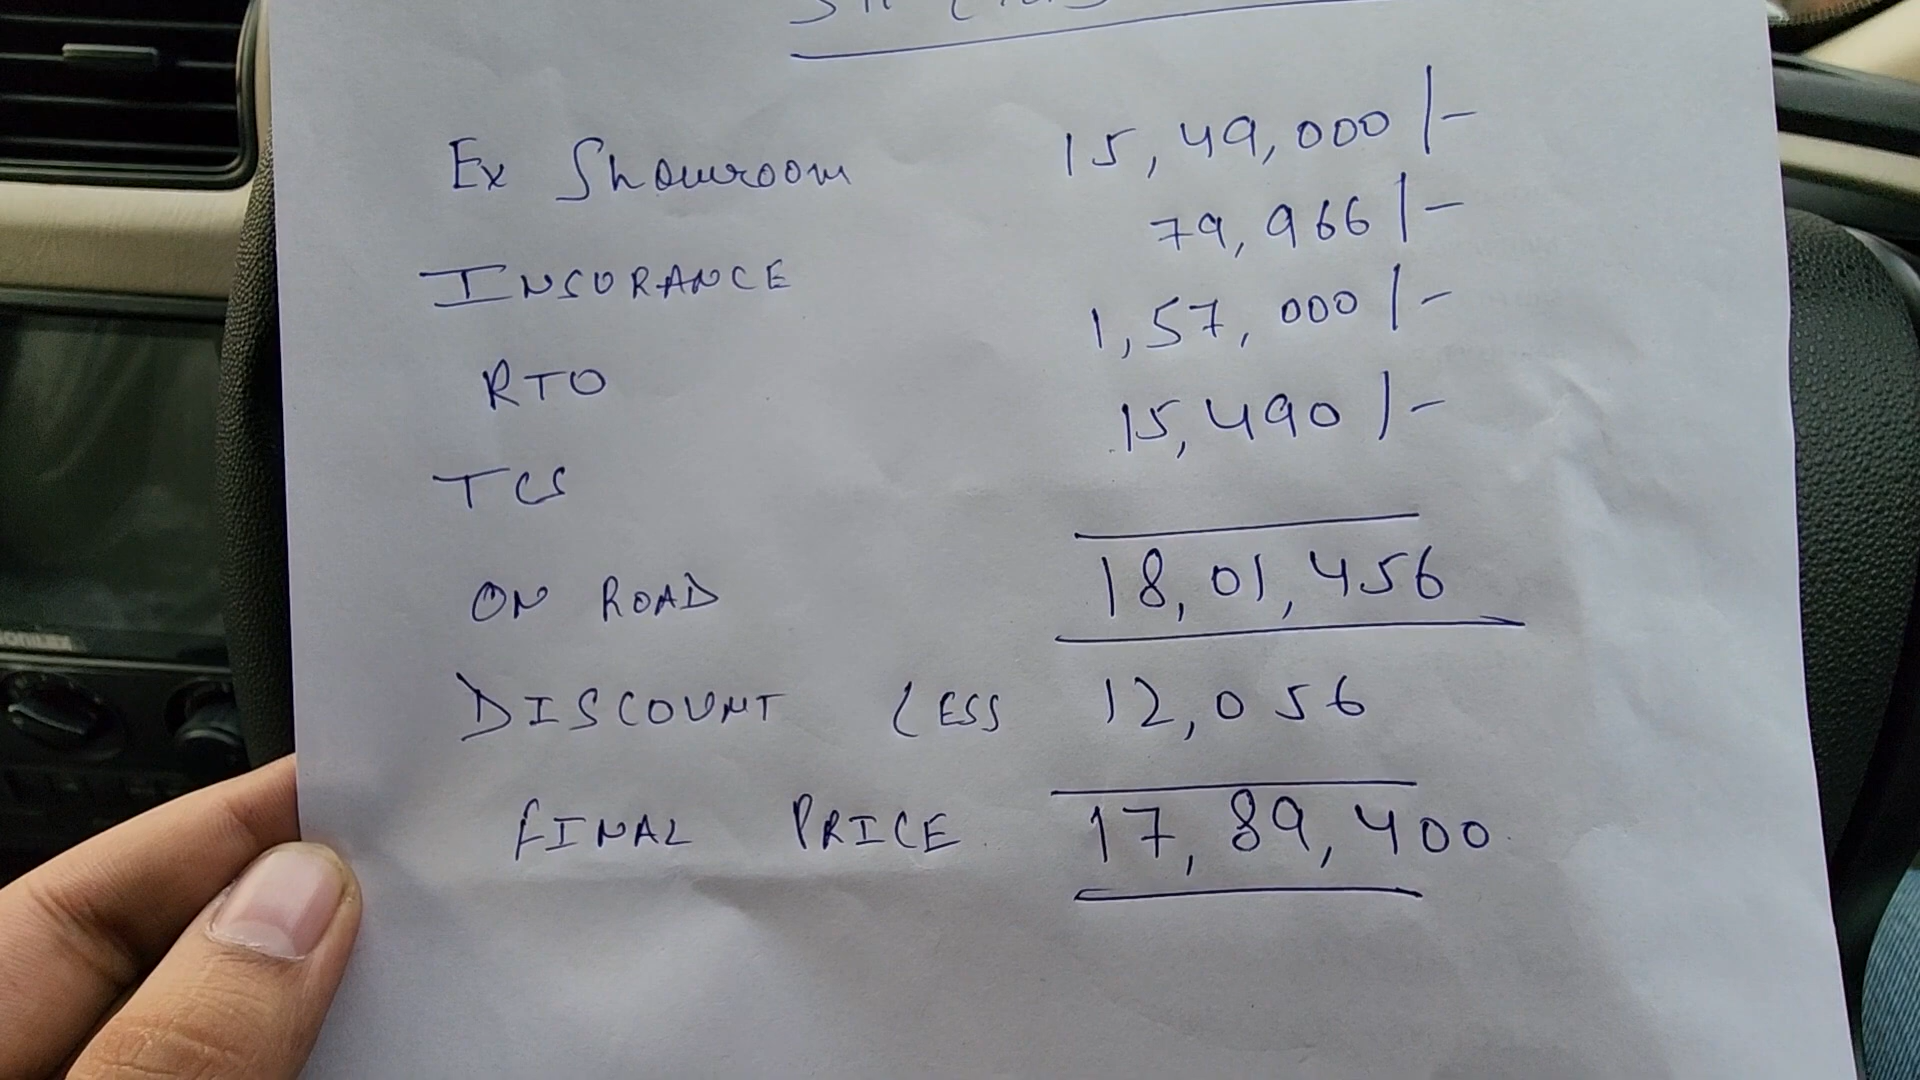 Ex Showroom 15,49,000/-
INSURANCE 79,966/-
RTO 1,57,000/-
TCS 15,490/-
ON ROAD 18,01,456
DISCOUNT LESS 12,056
FINAL PRICE 17,89,400